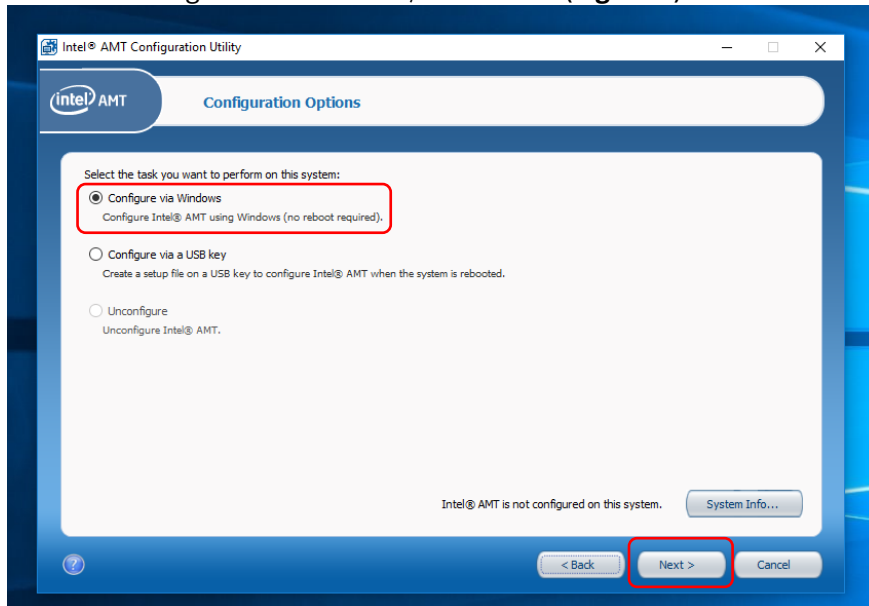 Intel® AMT Configuration Utility
intel AMT
Configuration Options
Select the task you want to perform on this system:
Configure via Windows
Configure Intel® AMT using Windows (no reboot required).
Configure via a USB key
Create a setup file on a USB key to configure Intel® AMT when the system is rebooted.
Unconfigure
Unconfigure Intel® AMT.
Intel® AMT is not configured on this system.
System Info...
?
< Back
Next >
Cancel